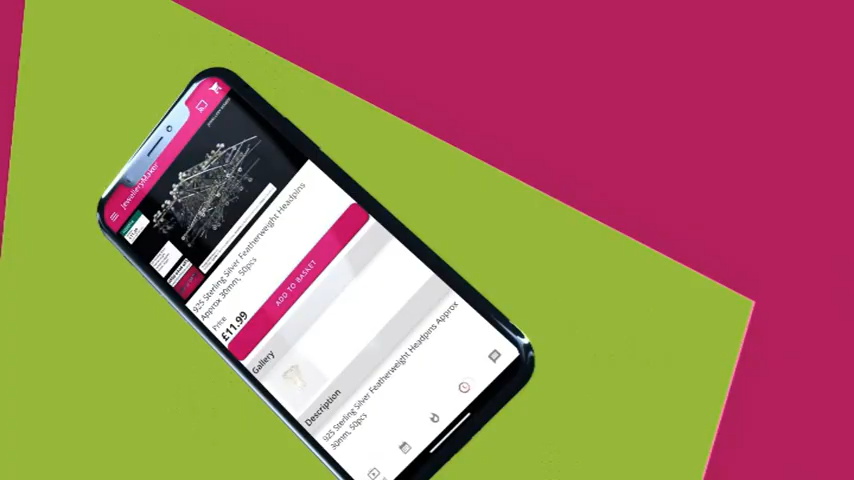 JewelleryMaker
925 Sterling Silver Featherweight Headpins
Approx 30mm, 50pcs
Price
£11.99
ADD TO BASKET
Gallery
Description
925 Sterling Silver Featherweight Headpins Approx
30mm, 50pcs